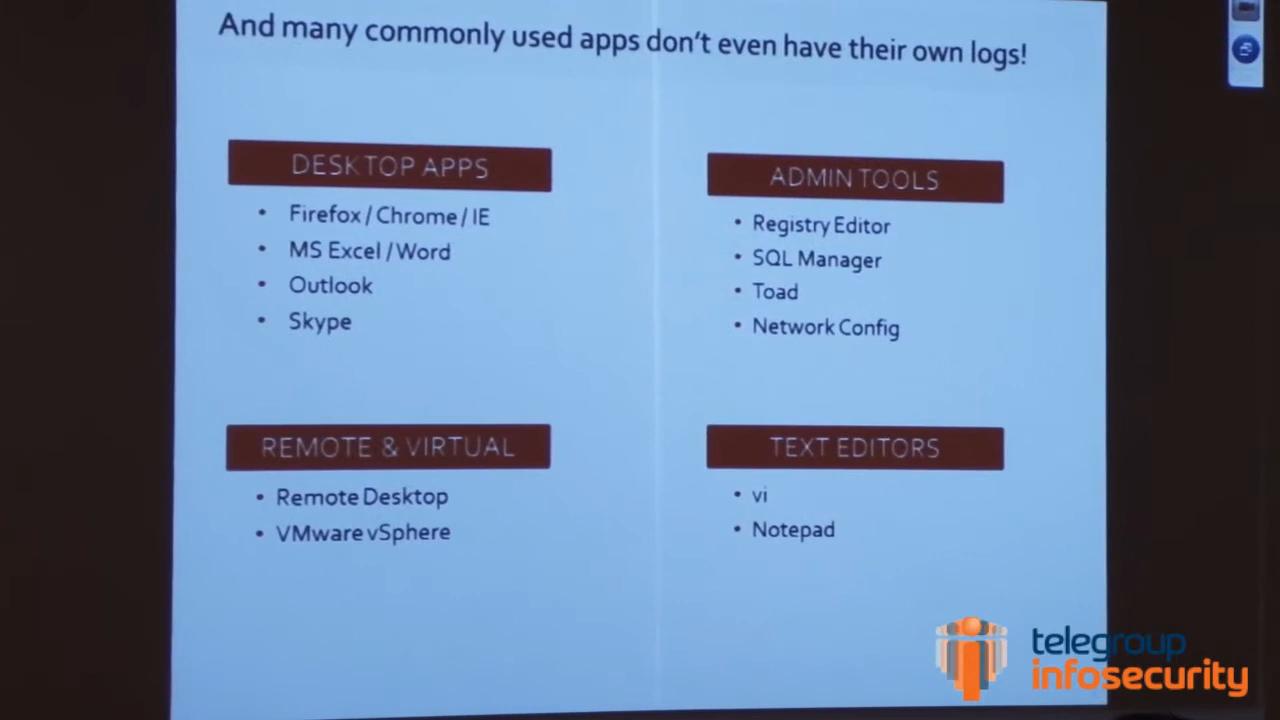 And many commonly used apps don't even have their own logs!
DESKTOP APPS
• Firefox / Chrome / IE
• MS Excel / Word
• Outlook
• Skype
ADMIN TOOLS
• Registry Editor
• SQL Manager
• Toad
• Network Config
REMOTE & VIRTUAL
• Remote Desktop
• VMware vSphere
TEXT EDITORS
• vi
• Notepad
telegroup
infosecurity